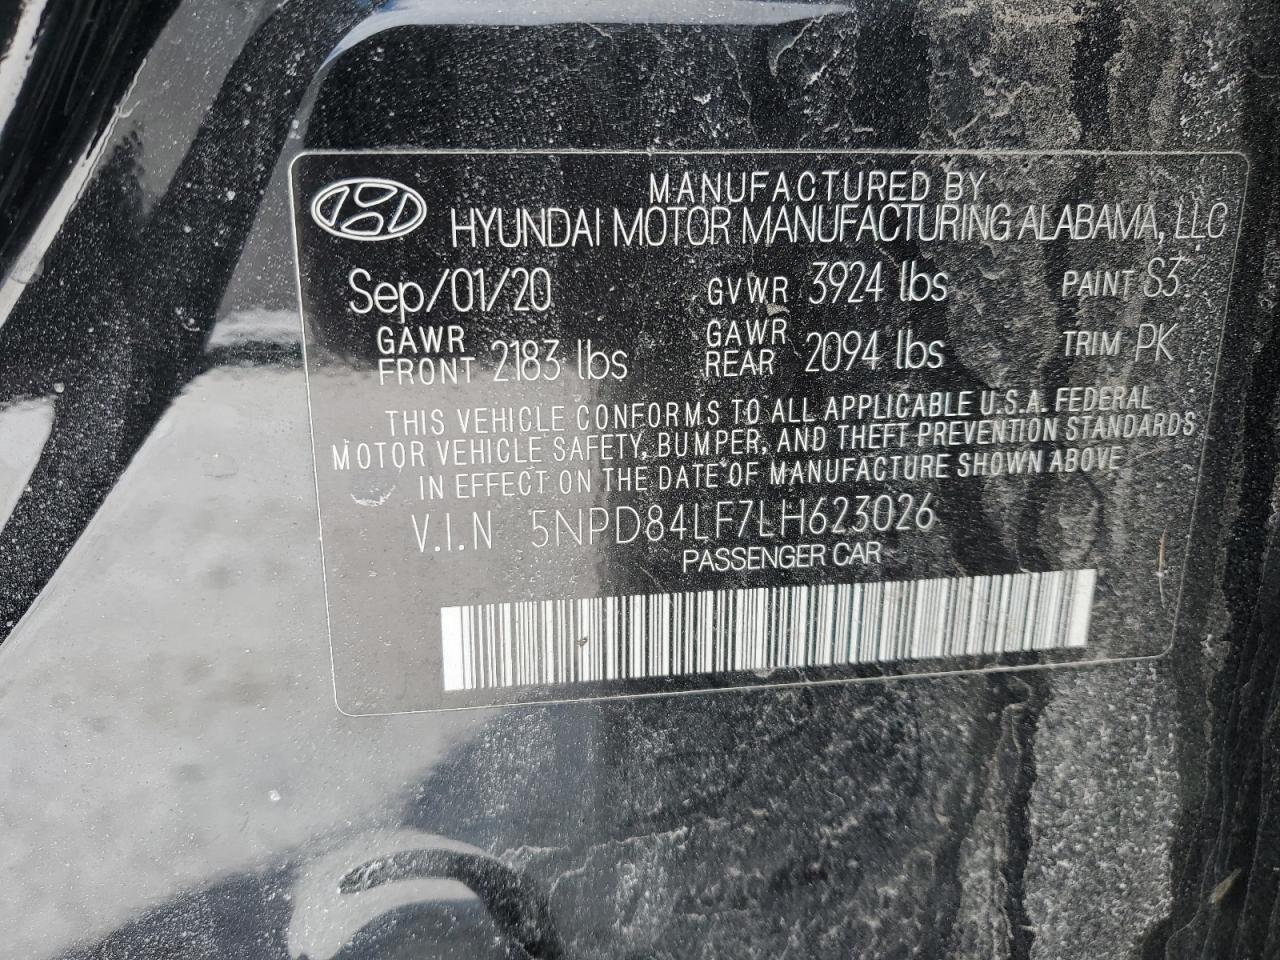 MANUFACTURED BY
HYUNDAI MOTOR MANUFACTURING ALABAMA, LLC
Sep/01/20 GVWR 3924 lbs PAINT S3
GAWR FRONT 2183 lbs GAWR REAR 2094 lbs TRIM PK
THIS VEHICLE CONFORMS TO ALL APPLICABLE U.S.A. FEDERAL
MOTOR VEHICLE SAFETY, BUMPER, AND THEFT PREVENTION STANDARDS
IN EFFECT ON THE DATE OF MANUFACTURE SHOWN ABOVE
V.I.N 5NPD84LF7LH623026
PASSENGER CAR